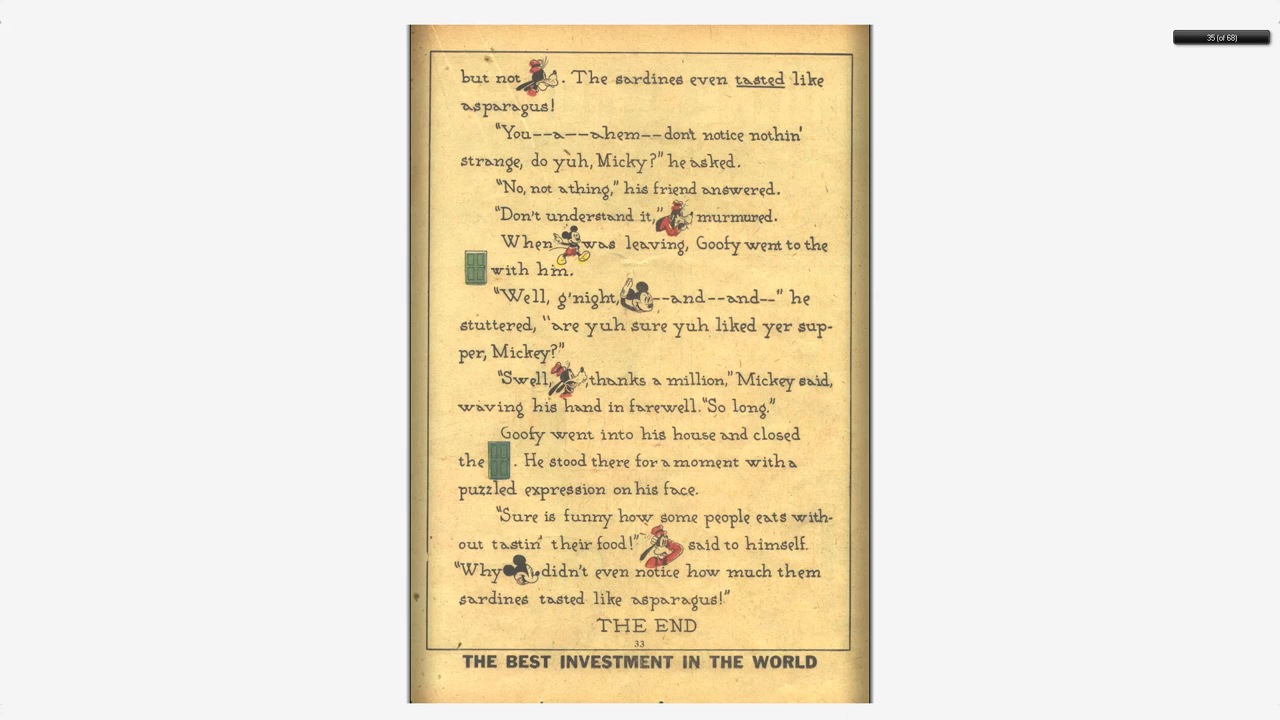 35 (of 68)
but not . The sardines even tasted like
asparagus!
"You--a--ahem--don't notice nothin'
strange, do yuh, Micky?" he asked.
"No, not a thing," his friend answered.
"Don't understand it," murmured.
When was leaving, Goofy went to the
with him.
"Well, g'night, --and--and--" he
stuttered, "are yuh sure yuh liked yer sup-
per, Mickey?"
"Swell, thanks a million," Mickey said,
waving his hand in farewell. "So long."
Goofy went into his house and closed
the . He stood there for a moment with a
puzzled expression on his face.
"Sure is funny how some people eats with-
out tastin' their food!" said to himself.
"Why didn't even notice how much them
sardines tasted like asparagus!"
THE END
33
THE BEST INVESTMENT IN THE WORLD